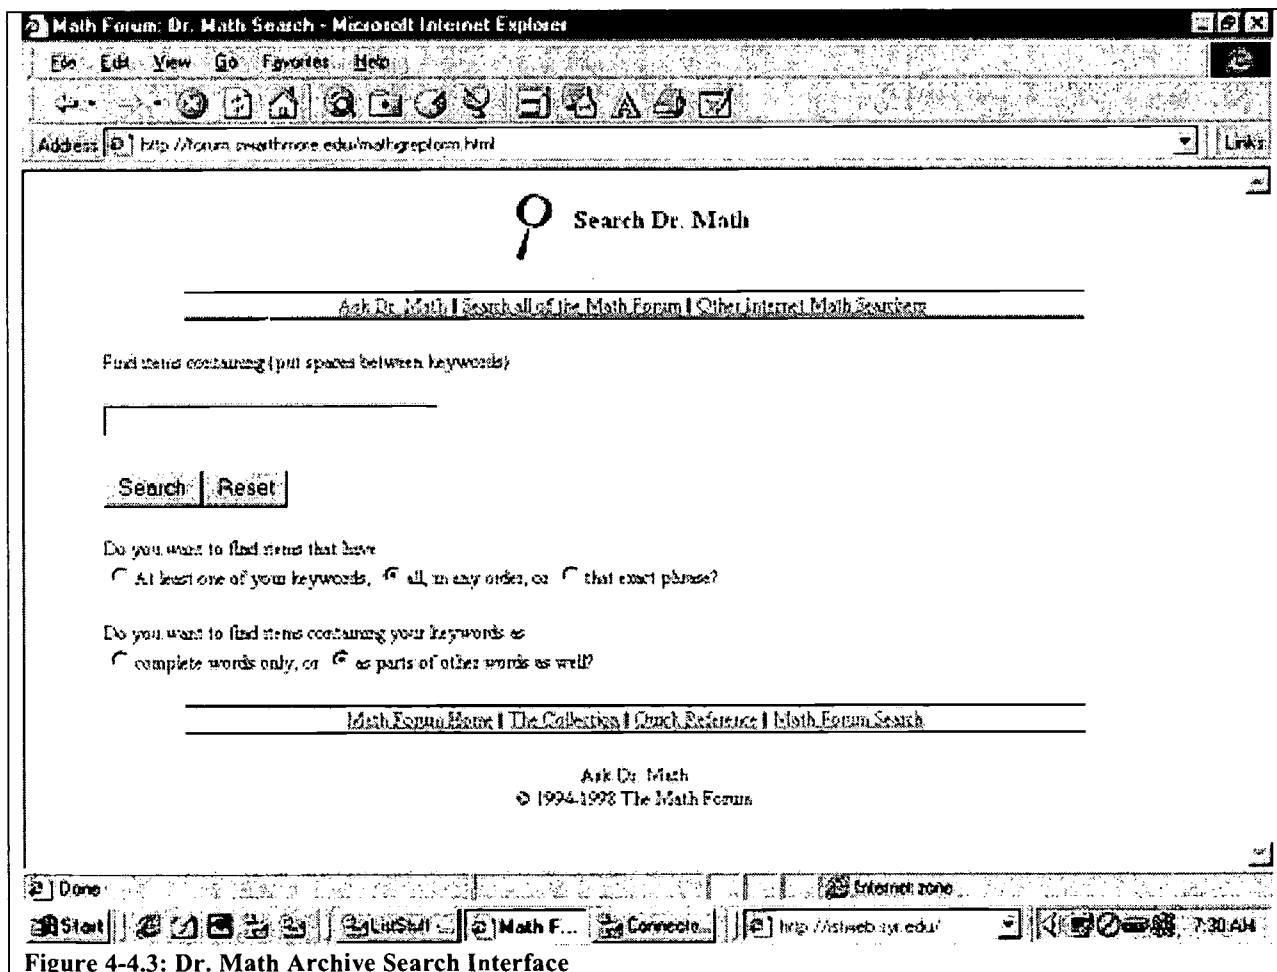 Math Forum: Dr. Math Search - Microsoft Internet Explorer
File Edit View Go Favorites Help
Address http://forum.swarthmore.edu/mathgrepform.html Links
Search Dr. Math
Ask Dr. Math | Search all of the Math Forum | Other Internet Math Searchers
Find items containing (put spaces between keywords)
Search Reset
Do you want to find items that have
At least one of your keywords, all, in any order, or that exact phrase?
Do you want to find items containing your keywords as
complete words only, or as parts of other words as well?
Math Forum Home | The Collection | Quick Reference | Math Forum Search
Ask Dr. Math
© 1994-1998 The Math Forum
Done Internet zone
Start ListStuff Math F... Connecte... http://istweb.syr.edu/ 7:30 AM
Figure 4-4.3: Dr. Math Archive Search Interface